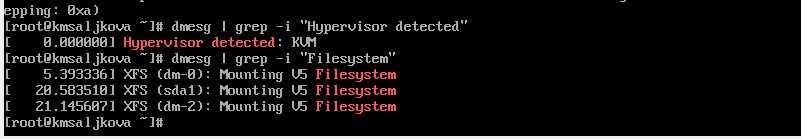 epping: 0xa)
[root@kmsaljkova ~]# dmesg | grep -i "Hypervisor detected"
[    0.000000] Hypervisor detected: KVM
[root@kmsaljkova ~]# dmesg | grep -i "Filesystem"
[    5.393336] XFS (dm-0): Mounting V5 Filesystem
[   20.583510] XFS (sda1): Mounting V5 Filesystem
[   21.145607] XFS (dm-2): Mounting V5 Filesystem
[root@kmsaljkova ~]#